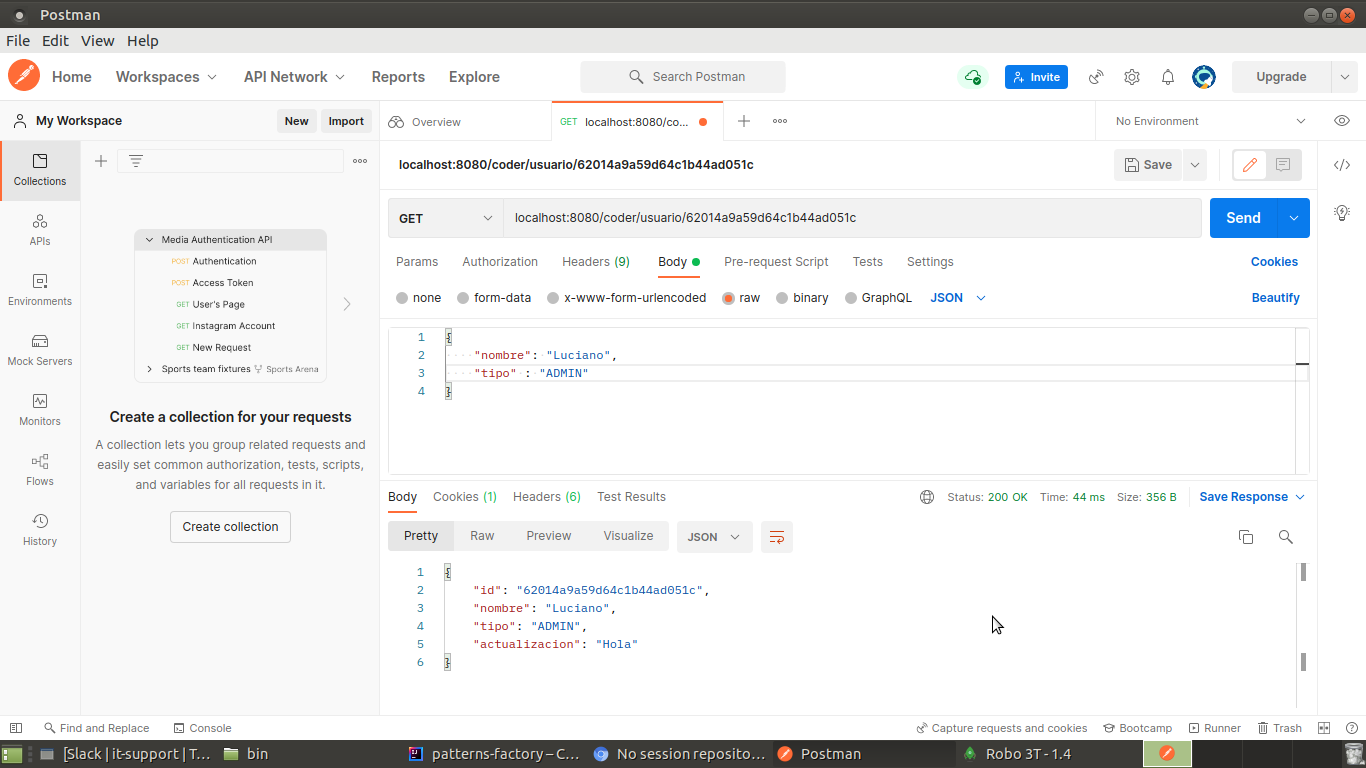 Postman
File Edit View Help
Home Workspaces API Network Reports Explore Search Postman Invite Upgrade
My Workspace New Import Overview GET localhost:8080/co... No Environment
localhost:8080/coder/usuario/62014a9a59d64c1b44ad051c Save
GET localhost:8080/coder/usuario/62014a9a59d64c1b44ad051c Send
Params Authorization Headers (9) Body Pre-request Script Tests Settings Cookies
none form-data x-www-form-urlencoded raw binary GraphQL JSON Beautify
1 {
2 "nombre": "Luciano",
3 "tipo" : "ADMIN"
4 }
Collections
APIs
Environments
Mock Servers
Monitors
Flows
History
Media Authentication API
POST Authentication
POST Access Token
GET User's Page
GET Instagram Account
GET New Request
Sports team fixtures Sports Arena
Create a collection for your requests
A collection lets you group related requests and
easily set common authorization, tests, scripts,
and variables for all requests in it.
Create collection
Body Cookies (1) Headers (6) Test Results Status: 200 OK Time: 44 ms Size: 356 B Save Response
Pretty Raw Preview Visualize JSON
1 {
2 "id": "62014a9a59d64c1b44ad051c",
3 "nombre": "Luciano",
4 "tipo": "ADMIN",
5 "actualizacion": "Hola"
6 }
Find and Replace Console Capture requests and cookies Bootcamp Runner Trash
[Slack | it-support | T... bin patterns-factory – C... No session reposito... Postman Robo 3T - 1.4